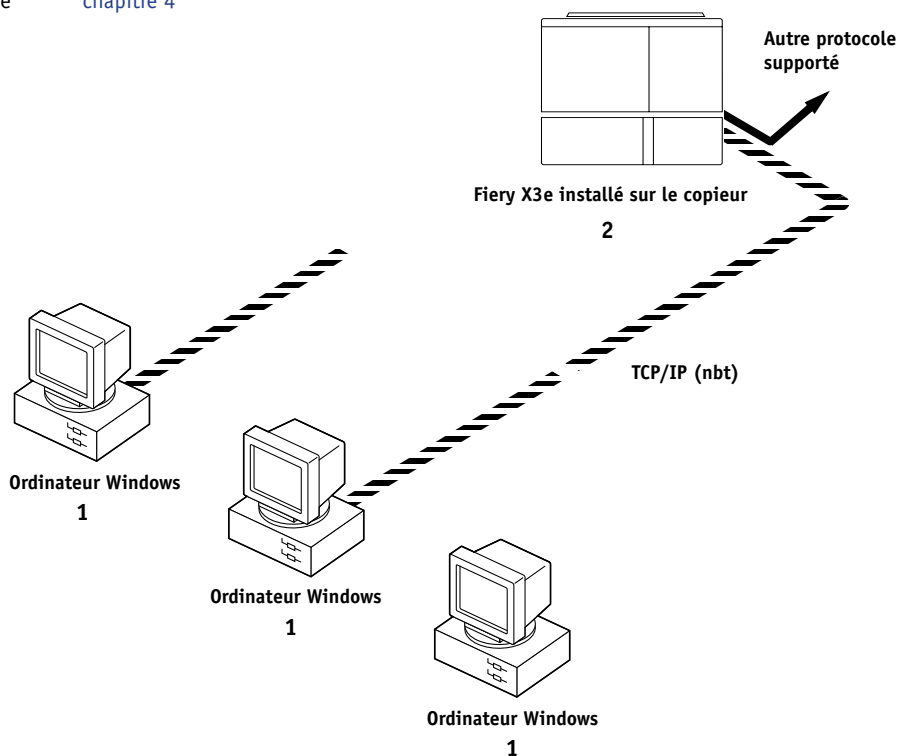 chapitre 4
Autre protocole
supporté
Fiery X3e installé sur le copieur
2
TCP/IP (nbt)
Ordinateur Windows
1
Ordinateur Windows
1
Ordinateur Windows
1